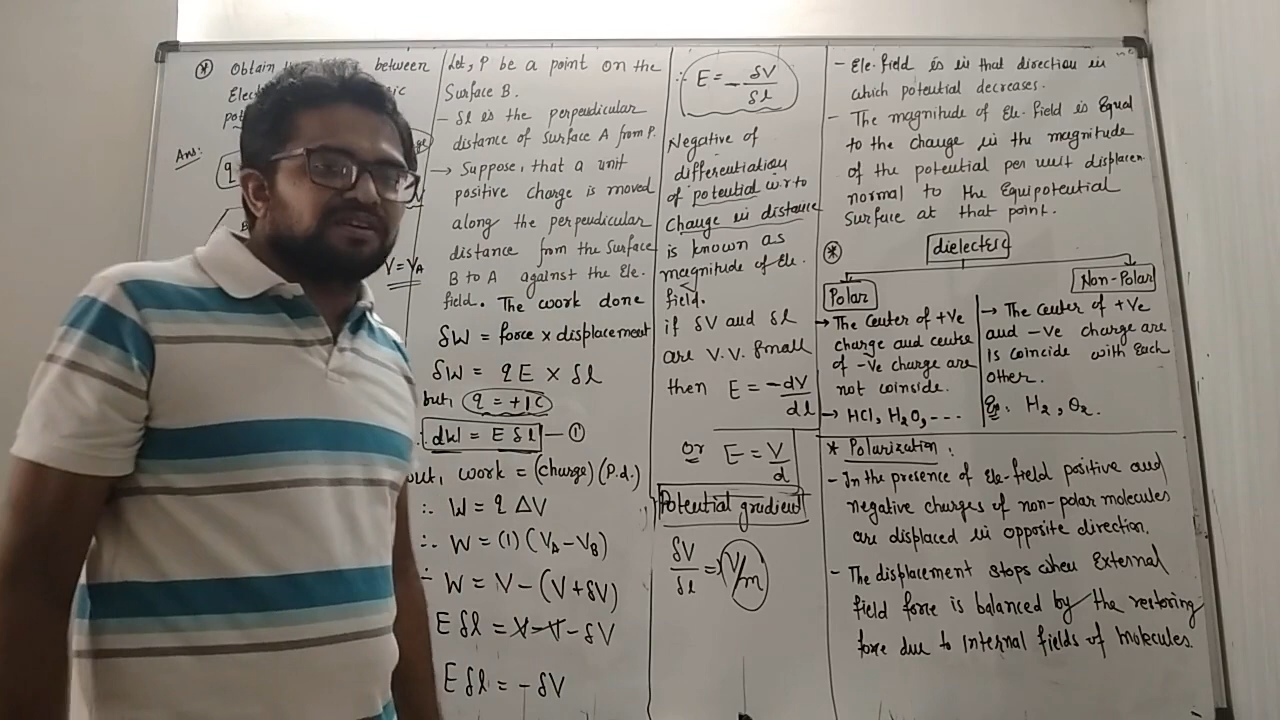 * Obtain between
Elec ric
pot
Ans:
q
V = V_A
Let, P be a point on the
Surface B.
- δl is the perpendicular
distance of surface A from P.
→ Suppose, that a unit
positive charge is moved
along the perpendicular
distance from the Surface
B to A against the Ele.
field. The work done
δW = force x displacement
δW = qE × δl
but, q = +1C
dW = E δl — ①
but, work = (charge) (P.d.)
∴ W = q ΔV
∴ W = (1) (V_A - V_B)
∴ W = V - (V + δV)
E δl = V - V - δV
E δl = - δV
∴ E = - δV/δl
Negative of
differentiation
of potential w.r to
Change in distance
is known as
magnitude of Ele.
field.
if δV and δl
are V.V. Small
then E = -dV/dl
or E = V/d
Potential gradient
δV/δl ⇒ V/m
- Ele. field is in that direction in
which potential decreases.
- The magnitude of Ele. field is Equal
to the change in the magnitude
of the potential per unit displacem
normal to the Equipotential
Surface at that point.
* dielectric
Polar
→ The center of +Ve
charge and centre
of -Ve charge are
not coinside.
→ HCl, H₂O, ---
Non-Polar
→ The center of +Ve
and -Ve charge are
is coincide with Each
other.
Eg: H₂, O₂.
* Polarization:
- In the presence of Ele-field positive and
negative charges of non-polar molecules
are displaced in opposite direction.
- The displacement stops when External
field force is balanced by the restoring
force due to internal fields of molecules.